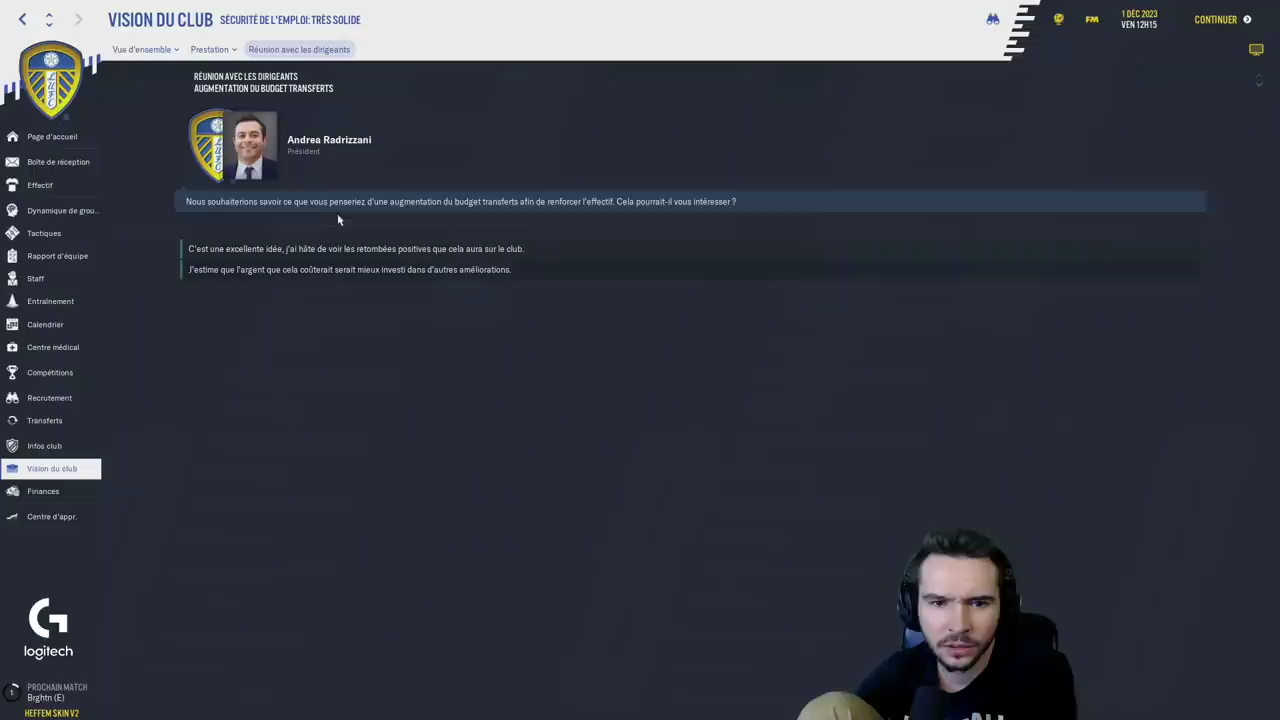 VISION DU CLUB SÉCURITÉ DE L'EMPLOI: TRÈS SOLIDE
FM
1 DÉC 2023
VEN 12H15
CONTINUER
Vue d'ensemble
Prestation
Réunion avec les dirigeants
RÉUNION AVEC LES DIRIGEANTS
AUGMENTATION DU BUDGET TRANSFERTS
LUFC
Andrea Radrizzani
Président
Nous souhaiterions savoir ce que vous penseriez d'une augmentation du budget transferts afin de renforcer l'effectif. Cela pourrait-il vous intéresser ?
C'est une excellente idée, j'ai hâte de voir les retombées positives que cela aura sur le club.
J'estime que l'argent que cela coûterait serait mieux investi dans d'autres améliorations.
Page d'accueil
Boîte de réception
Effectif
Dynamique de grou...
Tactiques
Rapport d'équipe
Staff
Entraînement
Calendrier
Centre médical
Compétitions
Recrutement
Transferts
Infos club
Vision du club
Finances
Centre d'appr.
logitech
1
PROCHAIN MATCH
Brghtn (E)
HEFFEM SKIN V2